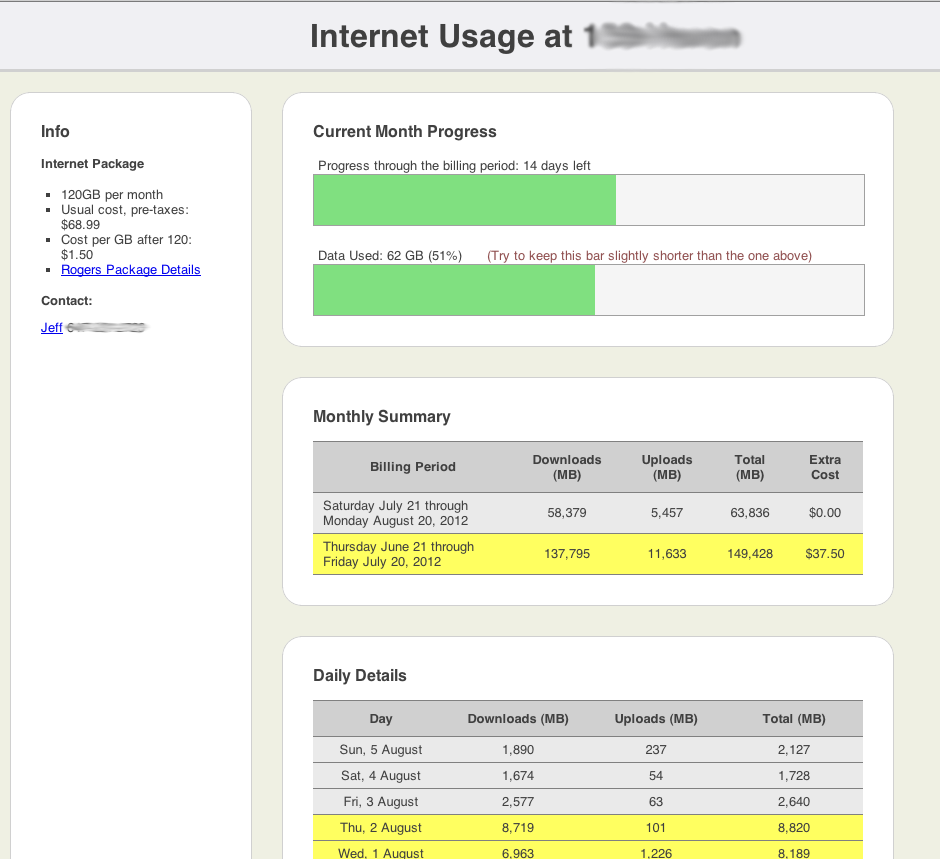 Internet Usage at
Info
Internet Package
120GB per month
Usual cost, pre-taxes:
$68.99
Cost per GB after 120:
$1.50
Rogers Package Details
Contact:
Jeff
Current Month Progress
Progress through the billing period: 14 days left
Data Used: 62 GB (51%) (Try to keep this bar slightly shorter than the one above)
Monthly Summary
Billing Period Downloads (MB) Uploads (MB) Total (MB) Extra Cost
Saturday July 21 through
Monday August 20, 2012 58,379 5,457 63,836 $0.00
Thursday June 21 through
Friday July 20, 2012 137,795 11,633 149,428 $37.50
Daily Details
Day Downloads (MB) Uploads (MB) Total (MB)
Sun, 5 August 1,890 237 2,127
Sat, 4 August 1,674 54 1,728
Fri, 3 August 2,577 63 2,640
Thu, 2 August 8,719 101 8,820
Wed, 1 August 6,963 1,226 8,189